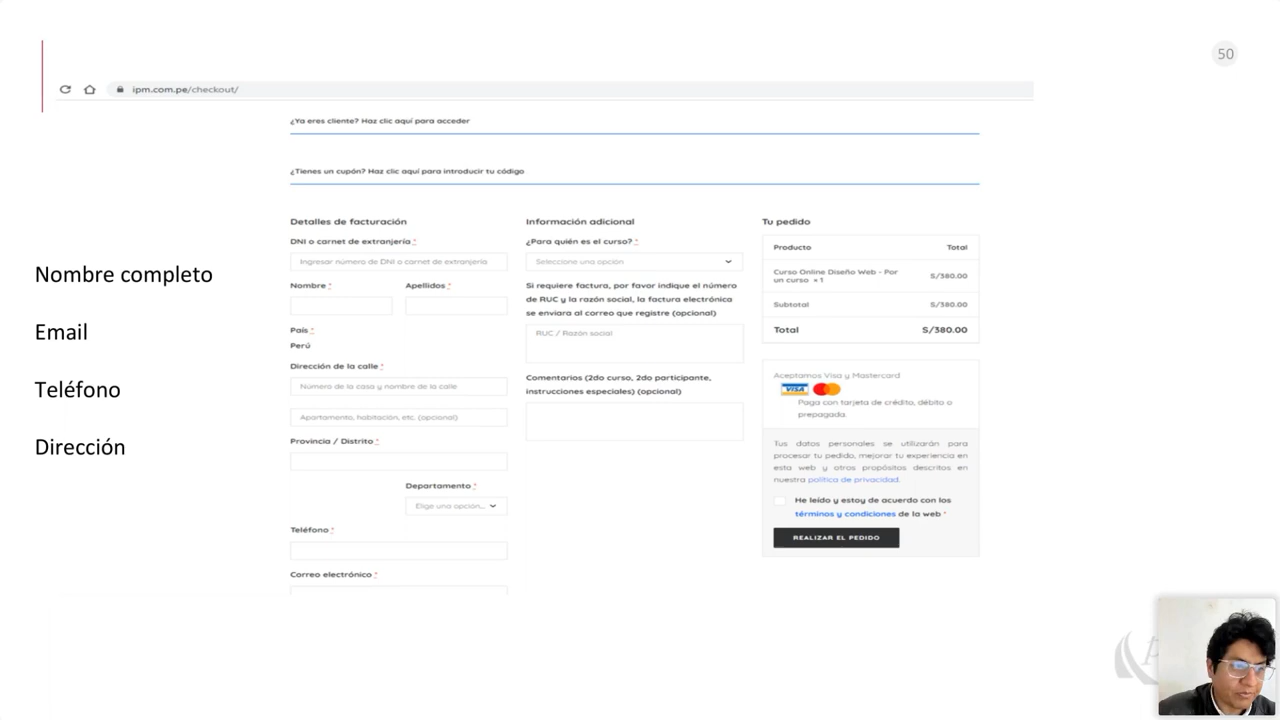 50
ipm.com.pe/checkout/
¿Ya eres cliente? Haz clic aquí para acceder
¿Tienes un cupón? Haz clic aquí para introducir tu código
Nombre completo
Email
Teléfono
Dirección
Detalles de facturación
DNI o carnet de extranjería *
Ingresar número de DNI o carnet de extranjería
Nombre * Apellidos *
País *
Perú
Dirección de la calle *
Número de la casa y nombre de la calle
Apartamento, habitación, etc. (opcional)
Provincia / Distrito *
Departamento *
Elige una opción...
Teléfono *
Correo electrónico *
Información adicional
¿Para quién es el curso? *
Seleccione una opción
Si requiere factura, por favor indique el número
de RUC y la razón social, la factura electrónica
se enviara al correo que registre (opcional)
RUC / Razón social
Comentarios (2do curso, 2do participante,
instrucciones especiales) (opcional)
Tu pedido
Producto Total
Curso Online Diseño Web - Por
un curso × 1 S/380.00
Subtotal S/380.00
Total S/380.00
Aceptamos Visa y Mastercard
VISA
Paga con tarjeta de crédito, débito o
prepagada.
Tus datos personales se utilizarán para
procesar tu pedido, mejorar tu experiencia en
esta web y otros propósitos descritos en
nuestra política de privacidad.
He leído y estoy de acuerdo con los
términos y condiciones de la web *
REALIZAR EL PEDIDO